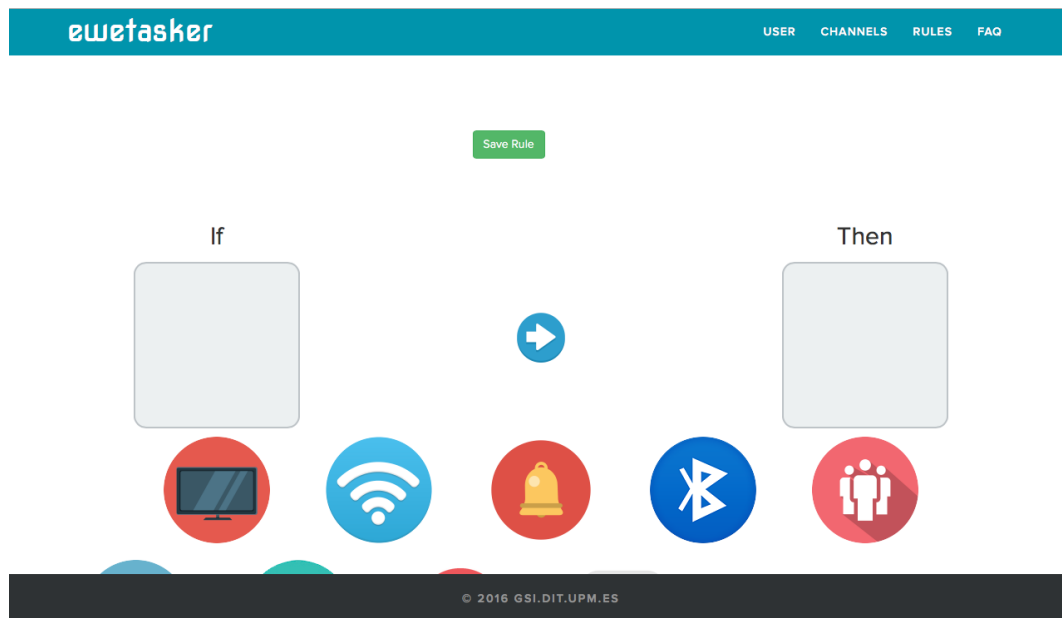 ewetasker
USER CHANNELS RULES FAQ
Save Rule
If
Then
© 2016 GSI.DIT.UPM.ES